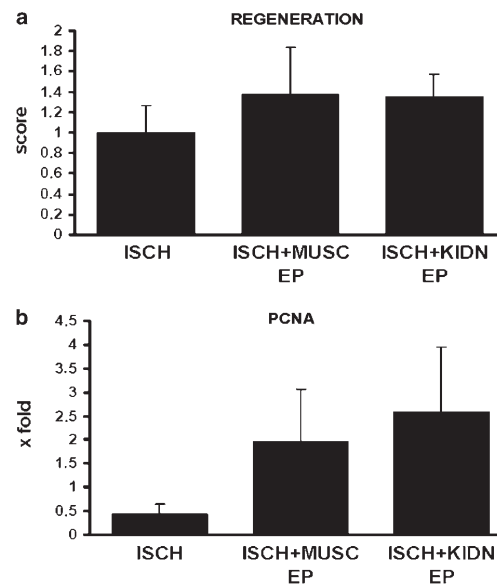 a
REGENERATION
2
1.8
1.6
1.4
1.2
1
0.8
0.6
0.4
0.2
0
score
ISCH
ISCH+MUSC
EP
ISCH+KIDN
EP
b
PCNA
4.5
4
3.5
3
2.5
2
1.5
1
0.5
0
x fold
ISCH
ISCH+MUSC
EP
ISCH+KIDN
EP